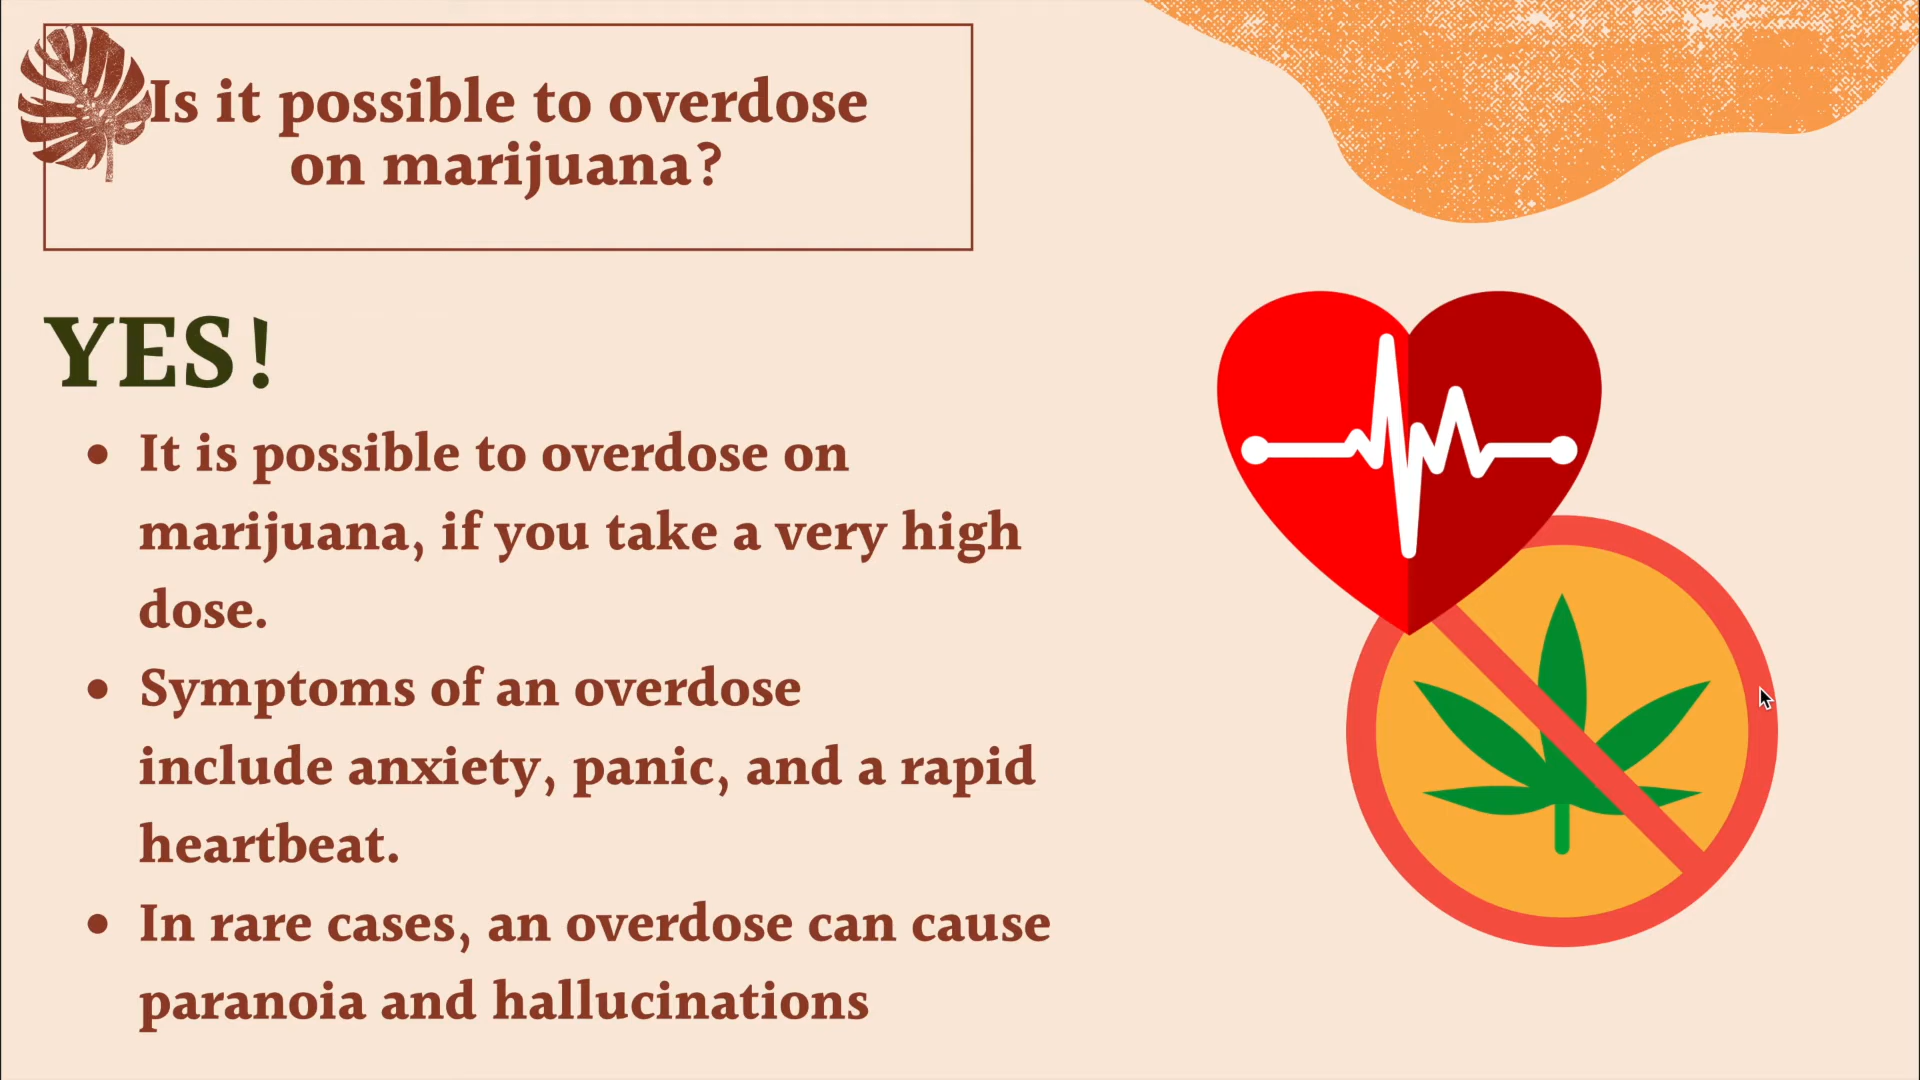 Is it possible to overdose
on marijuana?
YES!
• It is possible to overdose on
marijuana, if you take a very high
dose.
• Symptoms of an overdose
include anxiety, panic, and a rapid
heartbeat.
• In rare cases, an overdose can cause
paranoia and hallucinations